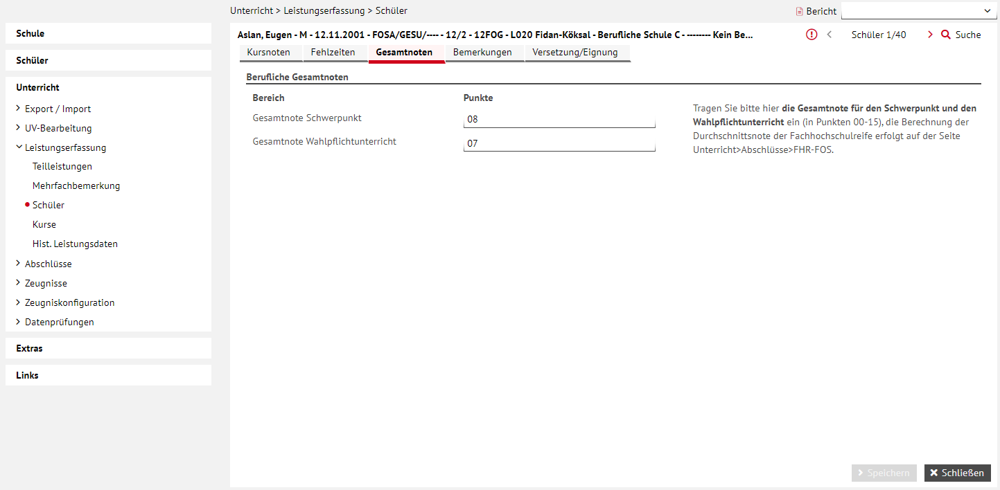 Unterricht > Leistungserfassung > Schüler
Bericht
Schule
Schüler
Unterricht
Export / Import
UV-Bearbeitung
Leistungserfassung
Teilleistungen
Mehrfachbemerkung
Schüler
Kurse
Hist. Leistungsdaten
Abschlüsse
Zeugnisse
Zeugniskonfiguration
Datenprüfungen
Extras
Links
Aslan, Eugen - M - 12.11.2001 - FOSA/GESU/---- - 12/2 - 12FOG - L020 Fidan-Köksal - Berufliche Schule C - -------- Kein Be...
Schüler 1/40
Suche
Kursnoten Fehlzeiten Gesamtnoten Bemerkungen Versetzung/Eignung
Berufliche Gesamtnoten
Bereich Punkte
Gesamtnote Schwerpunkt 08
Gesamtnote Wahlpflichtunterricht 07
Tragen Sie bitte hier die Gesamtnote für den Schwerpunkt und den
Wahlpflichtunterricht ein (in Punkten 00-15), die Berechnung der
Durchschnittsnote der Fachhochschulreife erfolgt auf der Seite
Unterricht>Abschlüsse>FHR-FOS.
Speichern
Schließen